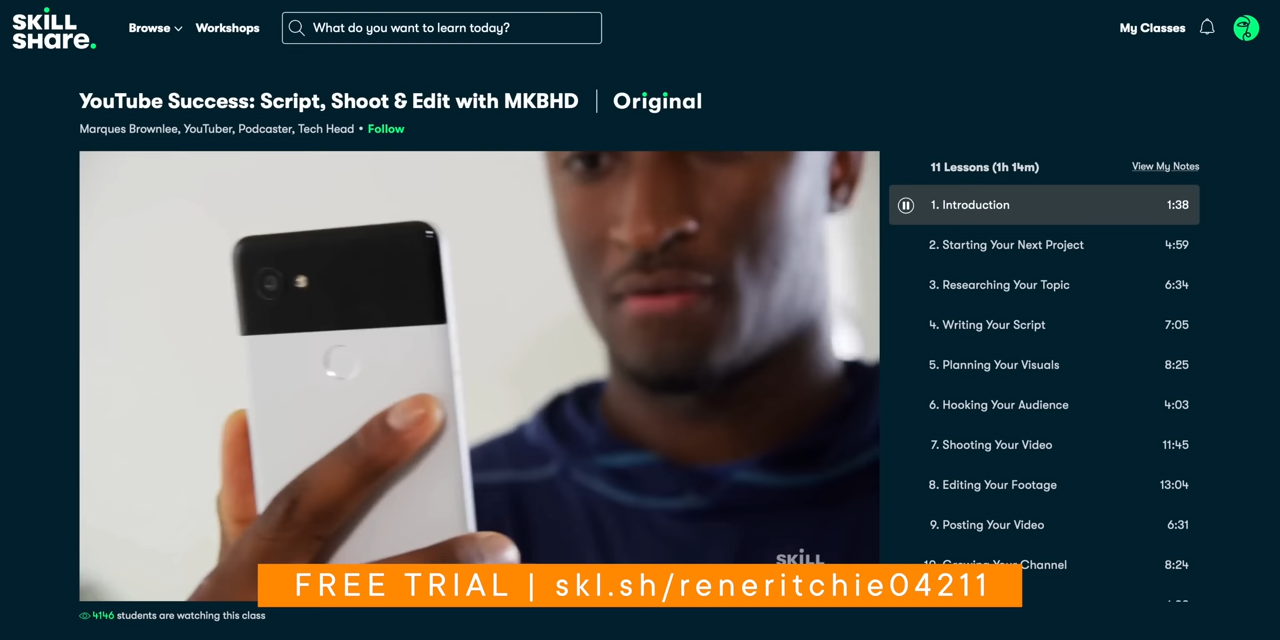 SKiLL
SHare.
Browse
Workshops
What do you want to learn today?
My Classes
YouTube Success: Script, Shoot & Edit with MKBHD
Original
Marques Brownlee, YouTuber, Podcaster, Tech Head • Follow
11 Lessons (1h 14m)
View My Notes
1. Introduction 1:38
2. Starting Your Next Project 4:59
3. Researching Your Topic 6:34
4. Writing Your Script 7:05
5. Planning Your Visuals 8:25
6. Hooking Your Audience 4:03
7. Shooting Your Video 11:45
8. Editing Your Footage 13:04
9. Posting Your Video 6:31
10. Growing Your Channel 8:24
SKiLL
FREE TRIAL | skl.sh/reneritchie04211
4146 students are watching this class